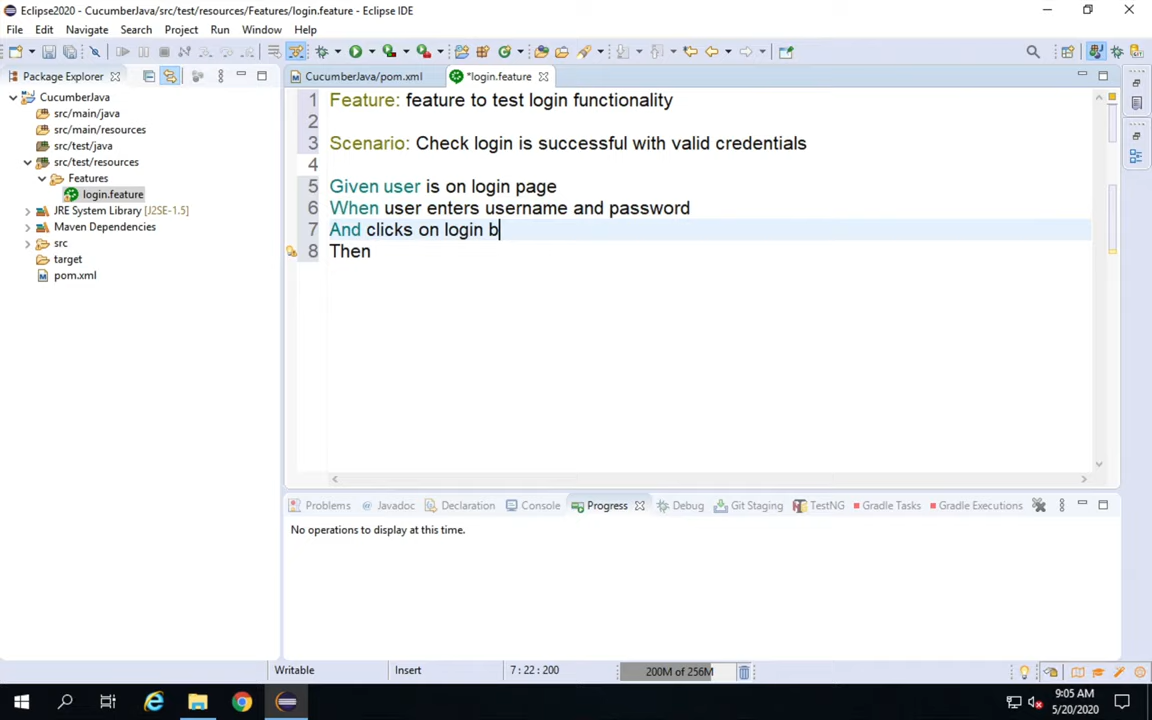 Eclipse2020 - CucumberJava/src/test/resources/Features/login.feature - Eclipse IDE
File Edit Navigate Search Project Run Window Help
Package Explorer
CucumberJava/pom.xml
*login.feature
CucumberJava
src/main/java
src/main/resources
src/test/java
src/test/resources
Features
login.feature
JRE System Library [J2SE-1.5]
Maven Dependencies
src
target
pom.xml
1 Feature: feature to test login functionality
2
3 Scenario: Check login is successful with valid credentials
4
5 Given user is on login page
6 When user enters username and password
7 And clicks on login b
8 Then
Problems Javadoc Declaration Console Progress Debug Git Staging TestNG Gradle Tasks Gradle Executions
No operations to display at this time.
Writable Insert 7 : 22 : 200 200M of 256M
9:05 AM
5/20/2020